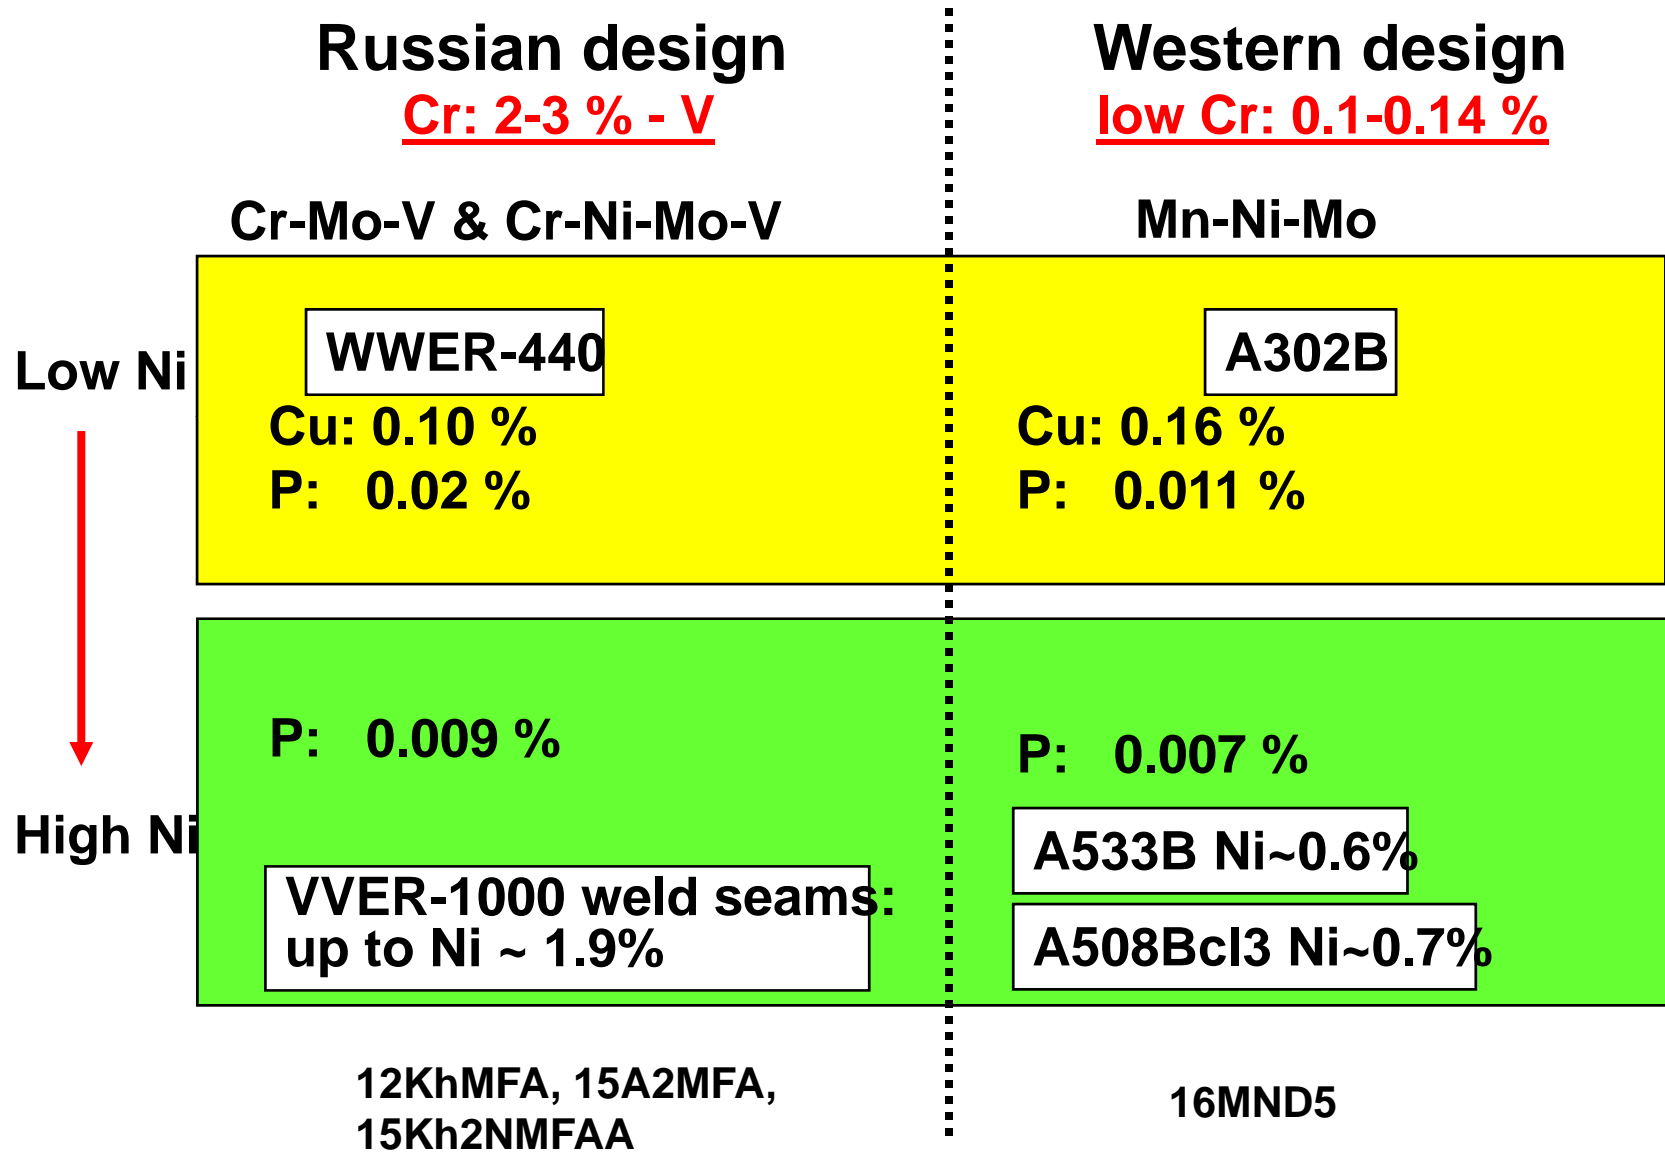 Russian design
Cr: 2-3 % - V
Cr-Mo-V & Cr-Ni-Mo-V
Western design
low Cr: 0.1-0.14 %
Mn-Ni-Mo
Low Ni
WWER-440
Cu: 0.10 %
P: 0.02 %
A302B
Cu: 0.16 %
P: 0.011 %
High Ni
P: 0.009 %
VVER-1000 weld seams:
up to Ni ~ 1.9%
P: 0.007 %
A533B Ni~0.6%
A508Bcl3 Ni~0.7%
12KhMFA, 15A2MFA,
15Kh2NMFAA
16MND5